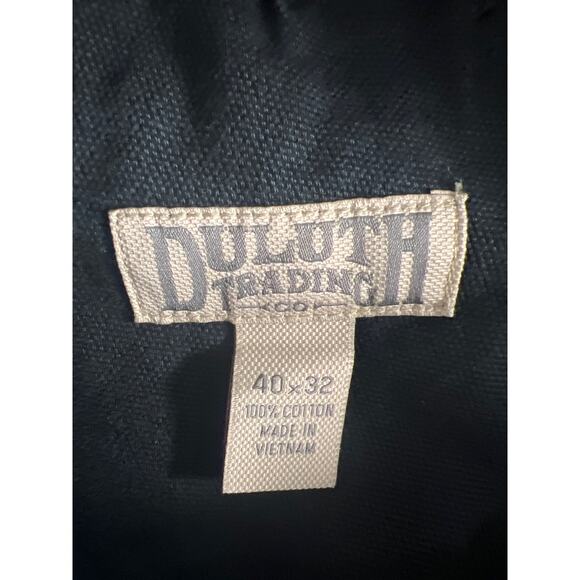 DULUTH
TRADING
CO
40x32
100% COTTON
MADE IN
VIETNAM